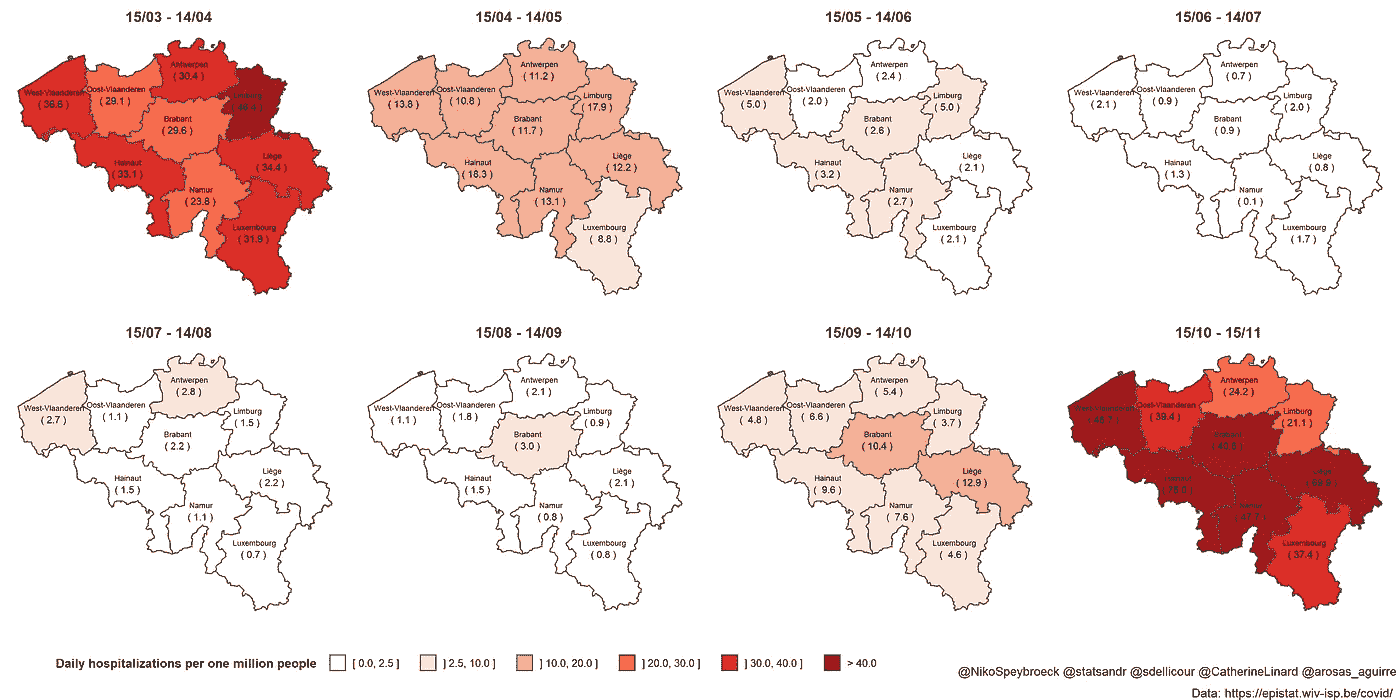 15/03 - 14/04
15/04 - 14/05
15/05 - 14/06
15/06 - 14/07
Antwerpen
( 30.4 )
West-Vlaanderen
( 36.6 )
Oost-Vlaanderen
( 29.1 )
Limburg
Brabant
( 29.6 )
Hainaut
( 33.1 )
Liège
( 34.4 )
Namur
( 23.8 )
Luxembourg
( 31.9 )
Antwerpen
( 11.2 )
West-Vlaanderen
( 13.8 )
Oost-Vlaanderen
( 10.8 )
Limburg
( 17.9 )
Brabant
( 11.7 )
Hainaut
( 18.3 )
Liège
( 12.2 )
Namur
( 13.1 )
Luxembourg
( 8.8 )
Antwerpen
( 2.4 )
West-Vlaanderen
( 5.0 )
Oost-Vlaanderen
( 2.0 )
Limburg
( 5.0 )
Brabant
( 2.6 )
Hainaut
( 3.2 )
Liège
( 2.1 )
Namur
( 2.7 )
Luxembourg
( 2.1 )
Antwerpen
( 0.7 )
West-Vlaanderen
( 2.1 )
Oost-Vlaanderen
( 0.9 )
Limburg
( 2.0 )
Brabant
( 0.9 )
Hainaut
( 1.3 )
Liège
( 0.8 )
Namur
( 0.1 )
Luxembourg
( 1.7 )
15/07 - 14/08
15/08 - 14/09
15/09 - 14/10
15/10 - 15/11
Antwerpen
( 2.8 )
West-Vlaanderen
( 2.7 )
Oost-Vlaanderen
( 1.1 )
Limburg
( 1.5 )
Brabant
( 2.2 )
Hainaut
( 1.5 )
Liège
( 2.2 )
Namur
( 1.1 )
Luxembourg
( 0.7 )
Antwerpen
( 2.1 )
West-Vlaanderen
( 1.1 )
Oost-Vlaanderen
( 1.8 )
Limburg
( 0.9 )
Brabant
( 3.0 )
Hainaut
( 1.5 )
Liège
( 2.1 )
Namur
( 0.8 )
Luxembourg
( 0.8 )
Antwerpen
( 5.4 )
West-Vlaanderen
( 4.8 )
Oost-Vlaanderen
( 6.6 )
Limburg
( 3.7 )
Brabant
( 10.4 )
Hainaut
( 9.6 )
Liège
( 12.9 )
Namur
( 7.6 )
Luxembourg
( 4.6 )
Antwerpen
( 24.2 )
West-Vlaanderen
Oost-Vlaanderen
( 39.4 )
Limburg
( 21.1 )
Brabant
Hainaut
Liège
Namur
Luxembourg
( 37.4 )
Daily hospitalizations per one million people
[ 0.0, 2.5 ]
] 2.5, 10.0 ]
] 10.0, 20.0 ]
] 20.0, 30.0 ]
] 30.0, 40.0 ]
> 40.0
@NikoSpeybroeck @statsandr @sdellicour @CatherineLinard @arosas_aguirre
Data: https://epistat.wiv-isp.be/covid/